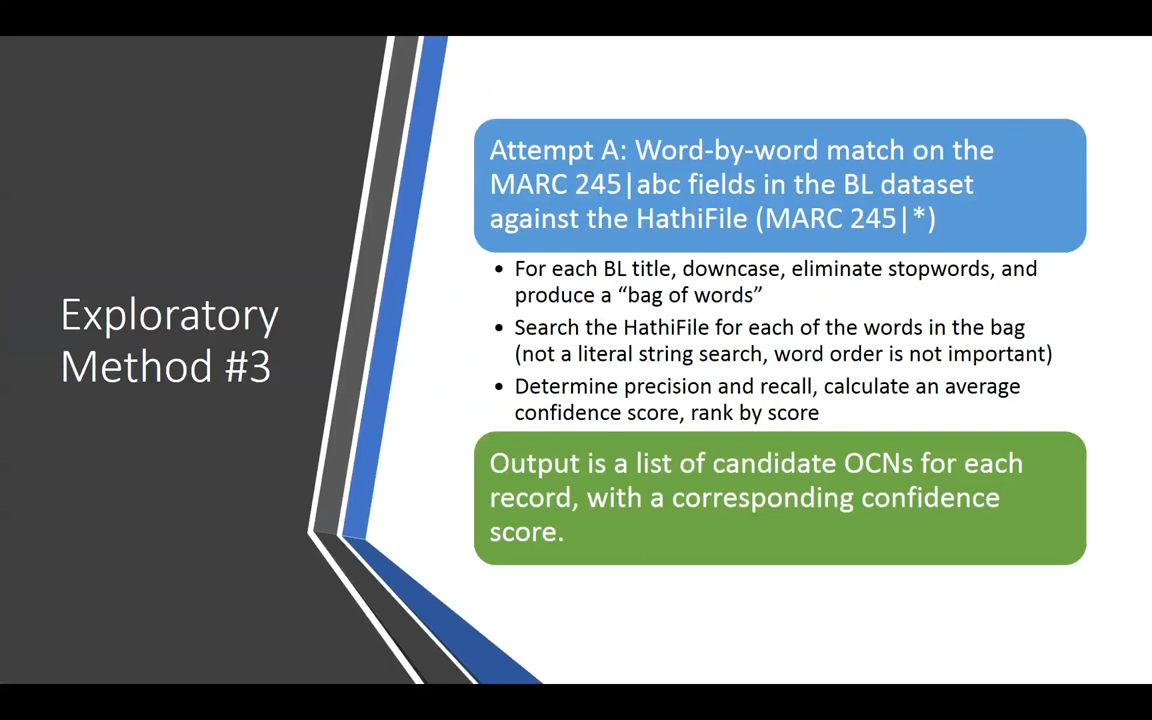 Exploratory
Method #3
Attempt A: Word-by-word match on the
MARC 245|abc fields in the BL dataset
against the HathiFile (MARC 245|*)
• For each BL title, downcase, eliminate stopwords, and
produce a “bag of words”
• Search the HathiFile for each of the words in the bag
(not a literal string search, word order is not important)
• Determine precision and recall, calculate an average
confidence score, rank by score
Output is a list of candidate OCNs for each
record, with a corresponding confidence
score.